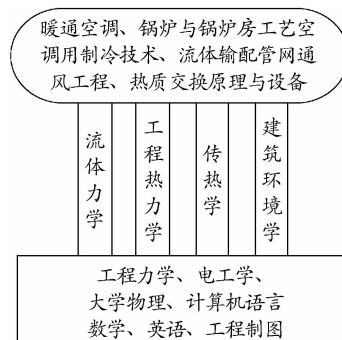 暖通空调、锅炉与锅炉房工艺空
调用制冷技术、流体输配管网通
风工程、热质交换原理与设备
流体力学
工程热力学
传热学
建筑环境学
工程力学、电工学、
大学物理、计算机语言
数学、英语、工程制图